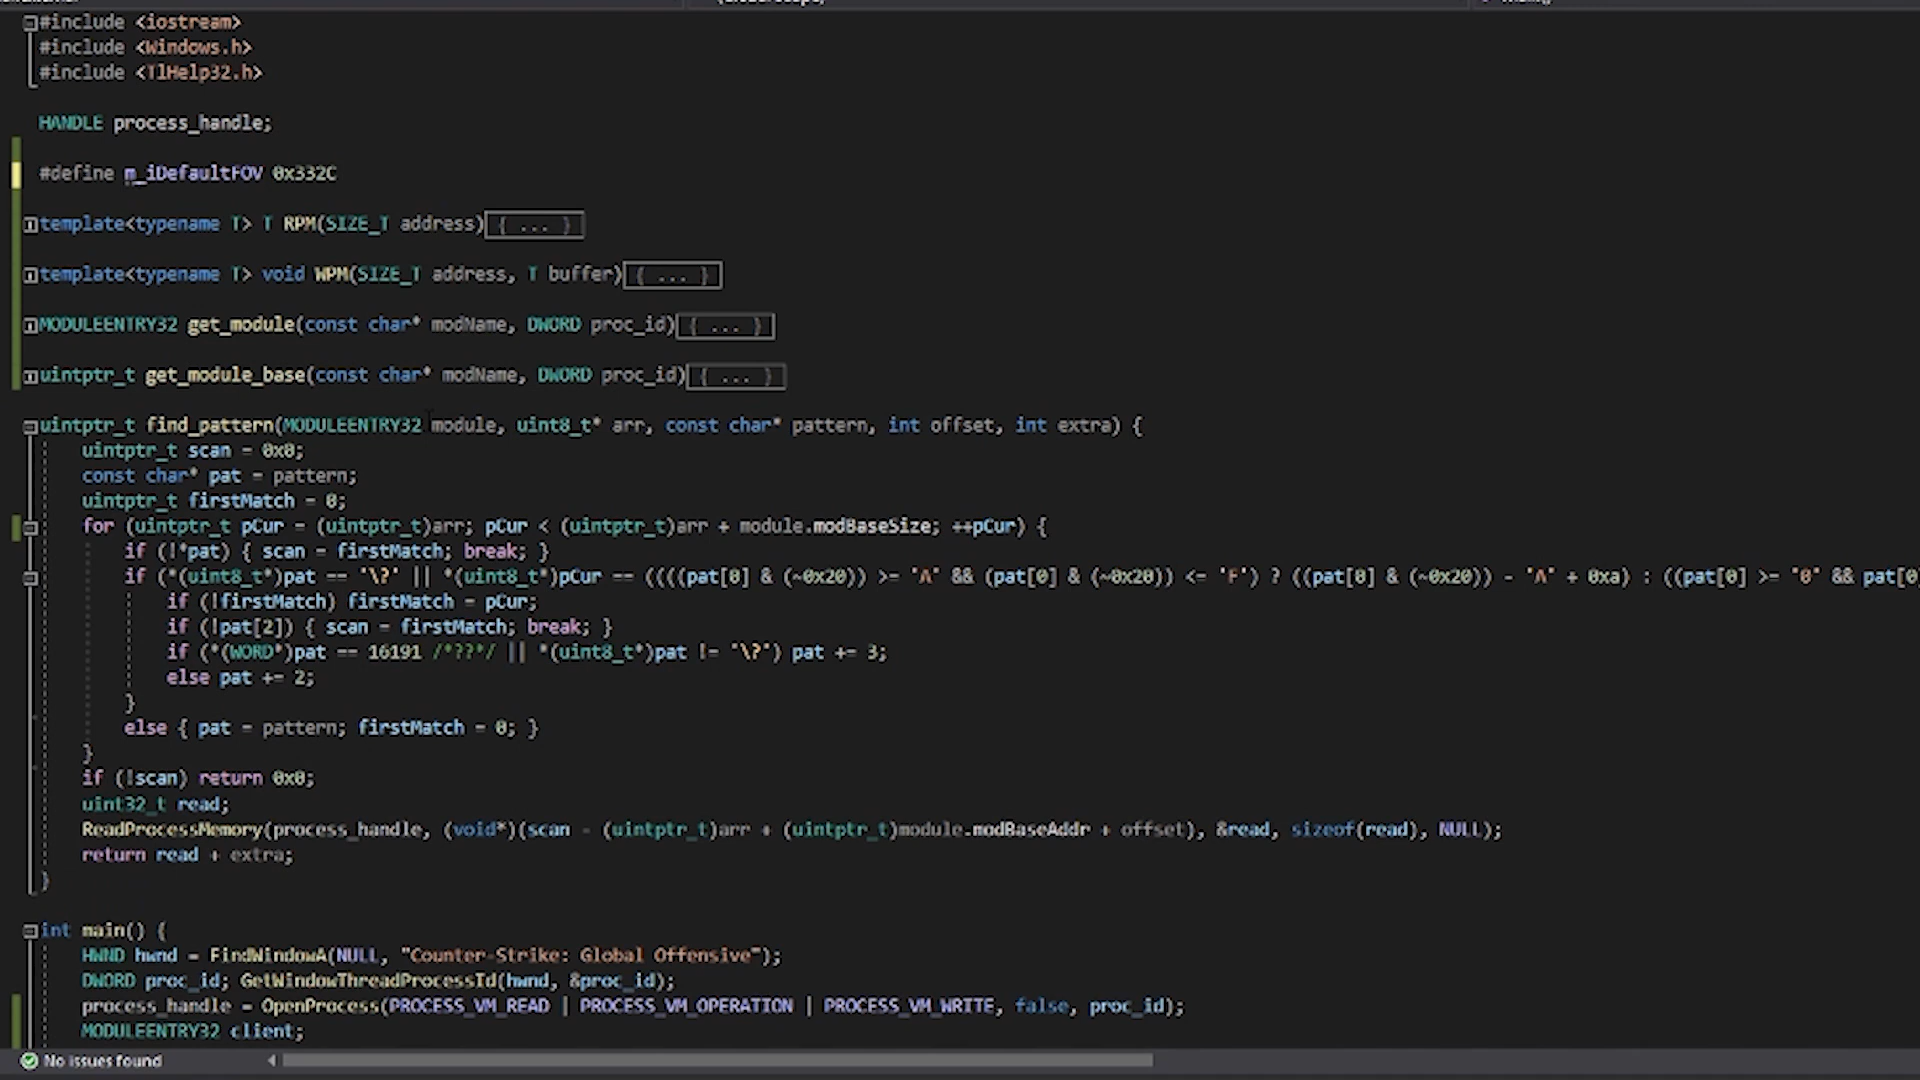 #include <iostream>
#include <Windows.h>
#include <TlHelp32.h>
HANDLE process_handle;
#define m_iDefaultFOV 0x332C
template<typename T> T RPM(SIZE_T address) { ... }
template<typename T> void WPM(SIZE_T address, T buffer) { ... }
MODULEENTRY32 get_module(const char* modName, DWORD proc_id) { ... }
uintptr_t get_module_base(const char* modName, DWORD proc_id) { ... }
uintptr_t find_pattern(MODULEENTRY32 module, uint8_t* arr, const char* pattern, int offset, int extra) {
uintptr_t scan = 0x0;
const char* pat = pattern;
uintptr_t firstMatch = 0;
for (uintptr_t pCur = (uintptr_t)arr; pCur < (uintptr_t)arr + module.modBaseSize; ++pCur) {
if (!*pat) { scan = firstMatch; break; }
if (*(uint8_t*)pat == '\?' || *(uint8_t*)pCur == ((((pat[0] & (~0x20)) >= 'A' && (pat[0] & (~0x20)) <= 'F') ? ((pat[0] & (~0x20)) - 'A' + 0xa) : ((pat[0] >= '0' && pat[0
if (!firstMatch) firstMatch = pCur;
if (!pat[2]) { scan = firstMatch; break; }
if (*(WORD*)pat == 16191 /*??*/ || *(uint8_t*)pat != '\?') pat += 3;
else pat += 2;
}
else { pat = pattern; firstMatch = 0; }
}
if (!scan) return 0x0;
uint32_t read;
ReadProcessMemory(process_handle, (void*)(scan - (uintptr_t)arr + (uintptr_t)module.modBaseAddr + offset), &read, sizeof(read), NULL);
return read + extra;
}
int main() {
HWND hwnd = FindWindowA(NULL, "Counter-Strike: Global Offensive");
DWORD proc_id; GetWindowThreadProcessId(hwnd, &proc_id);
process_handle = OpenProcess(PROCESS_VM_READ | PROCESS_VM_OPERATION | PROCESS_VM_WRITE, false, proc_id);
MODULEENTRY32 client;
No issues found